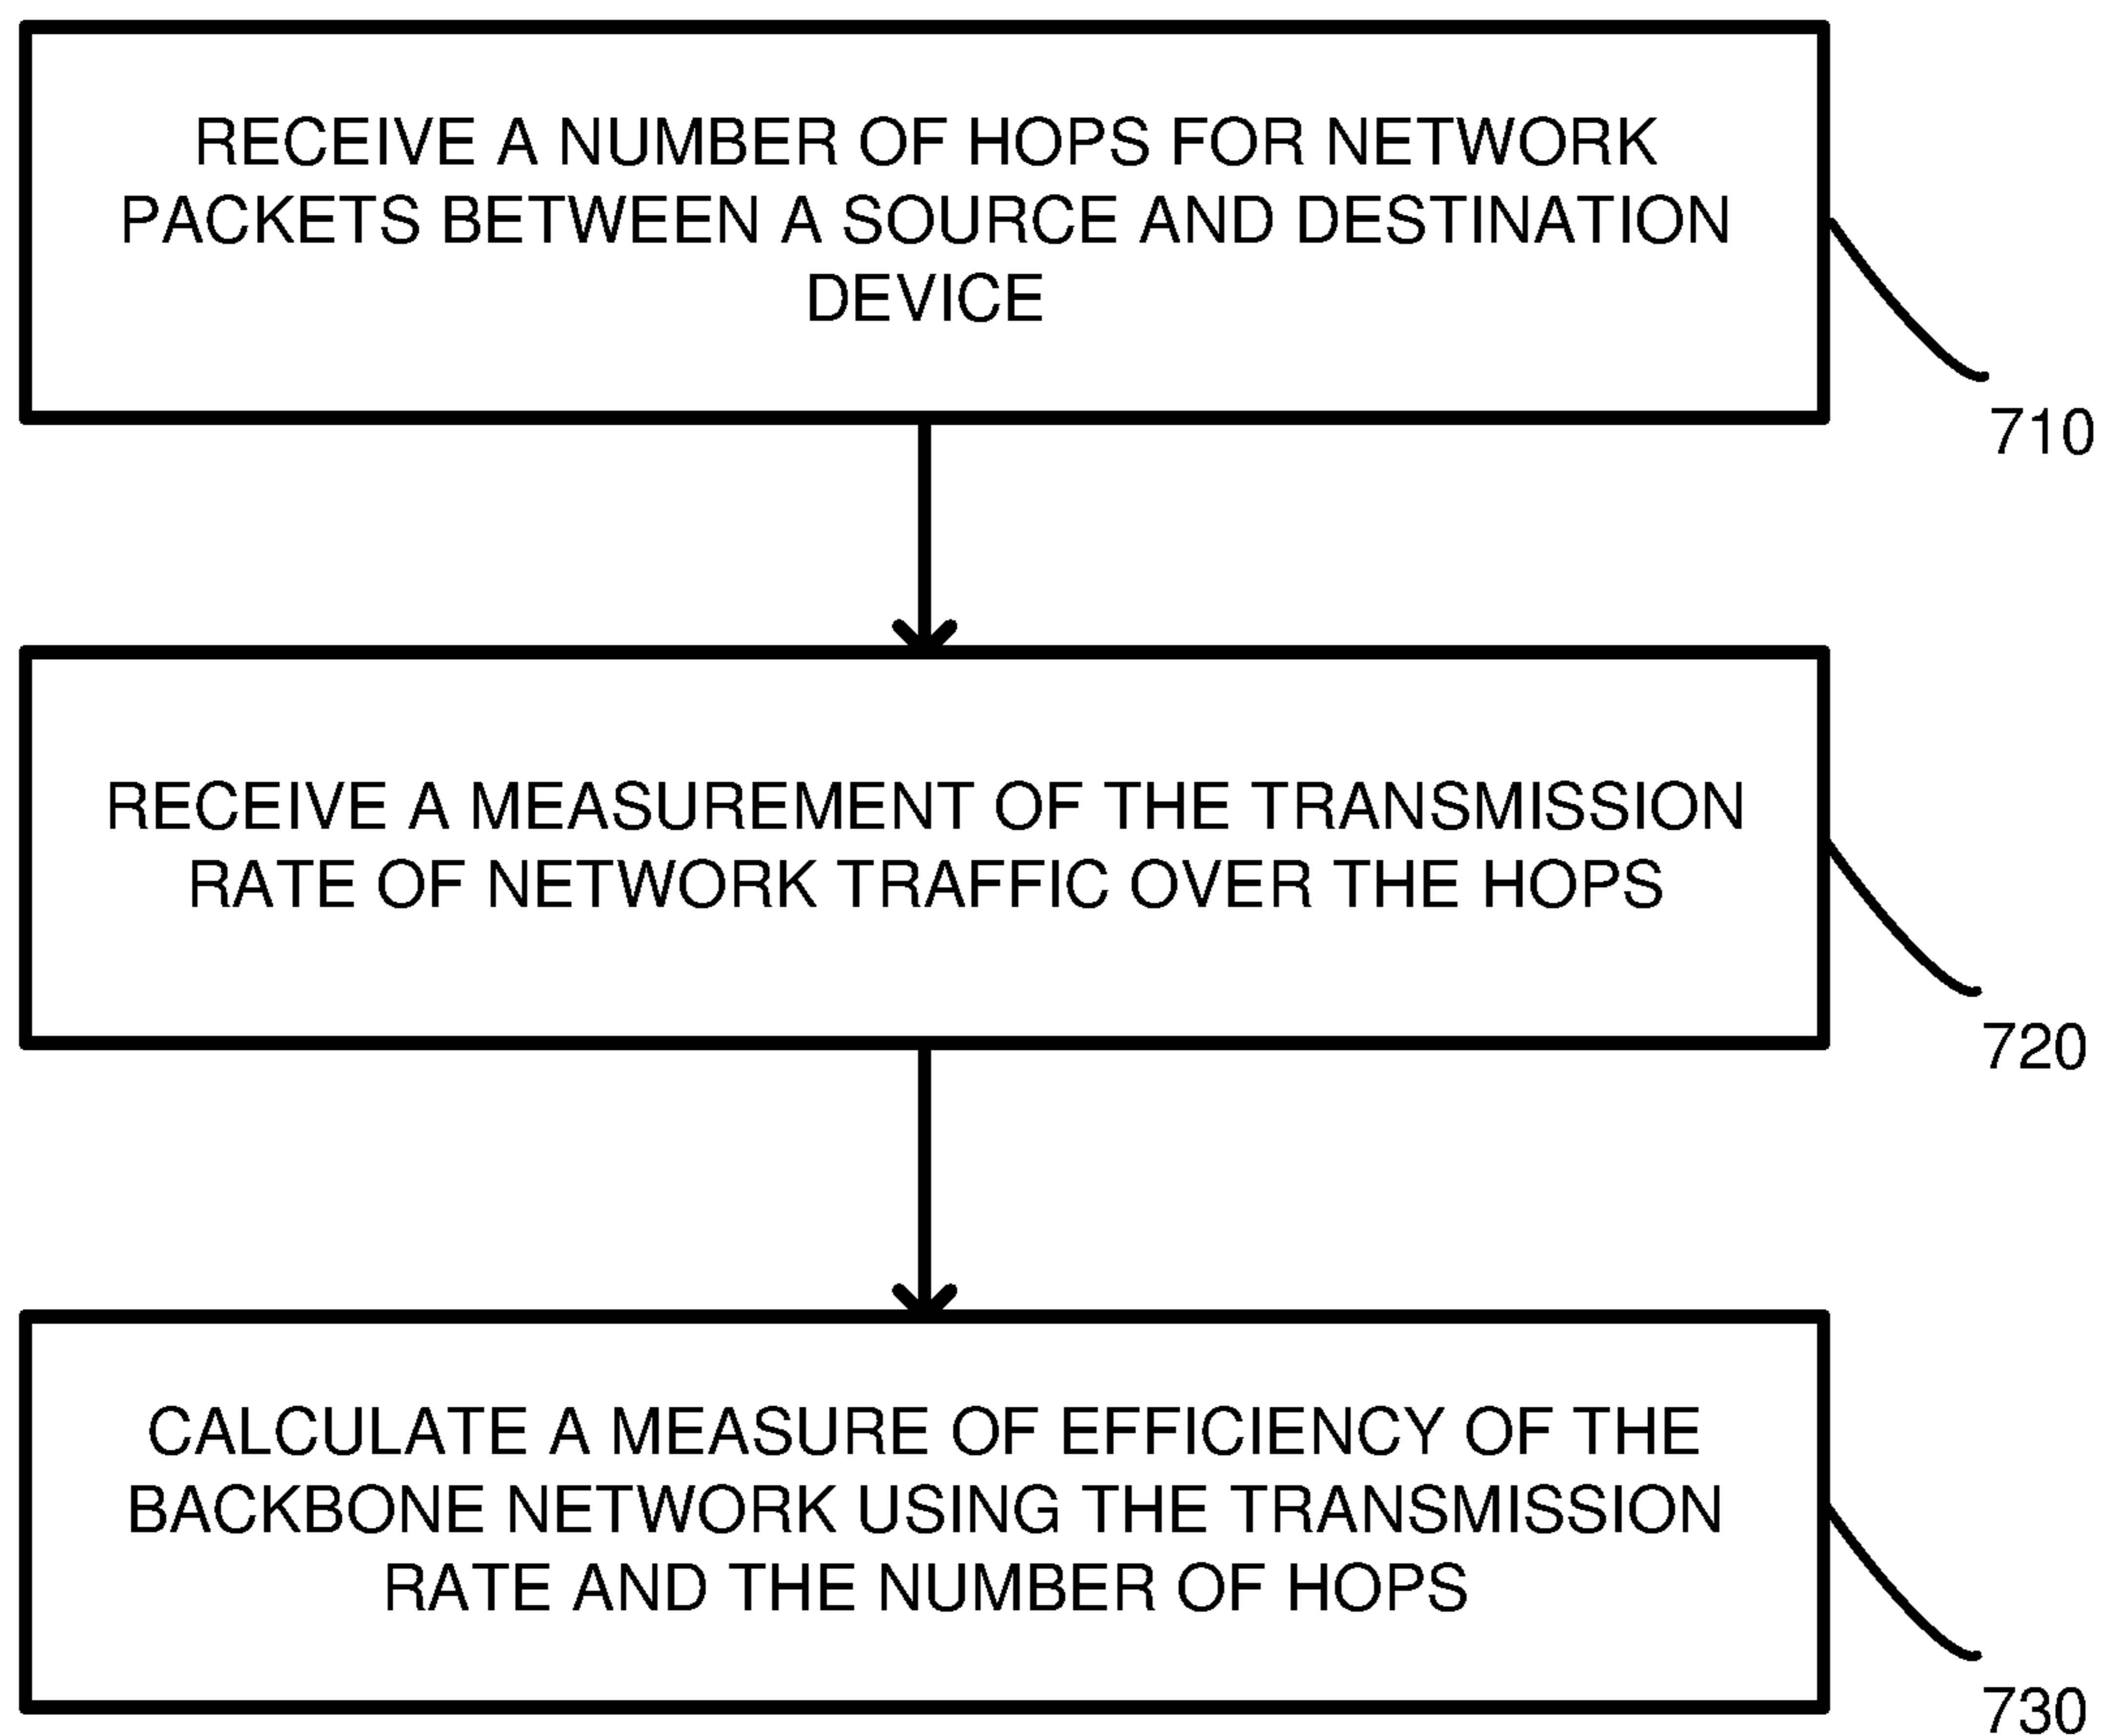 RECEIVE A NUMBER OF HOPS FOR NETWORK
PACKETS BETWEEN A SOURCE AND DESTINATION
DEVICE
710
RECEIVE A MEASUREMENT OF THE TRANSMISSION
RATE OF NETWORK TRAFFIC OVER THE HOPS
720
CALCULATE A MEASURE OF EFFICIENCY OF THE
BACKBONE NETWORK USING THE TRANSMISSION
RATE AND THE NUMBER OF HOPS
730